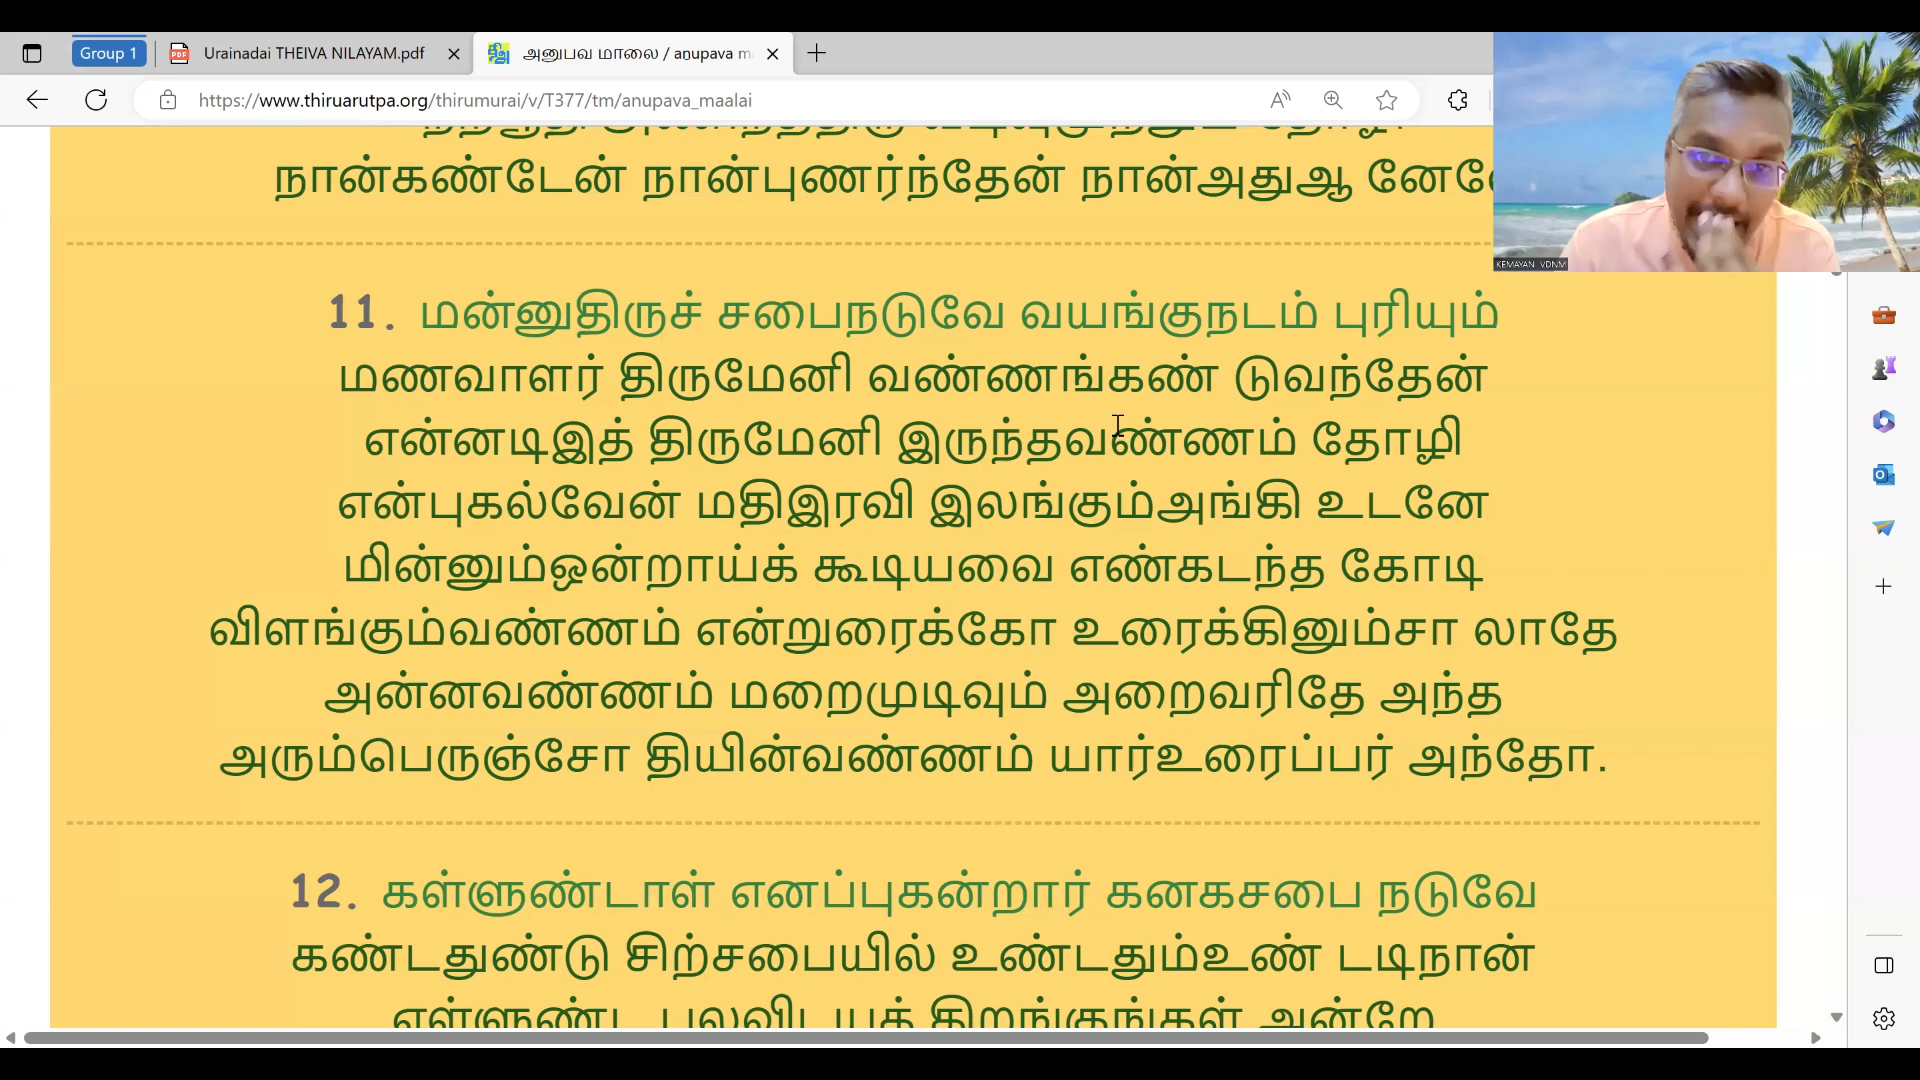 Group 1
Urainadai THEIVA NILAYAM.pdf
அனுபவ மாலை / anupava m
https://www.thiruarutpa.org/thirumurai/v/T377/tm/anupava_maalai
நான்கண்டேன் நான்புணர்ந்தேன் நான்அதுஆ
KEMAYAN VDNM
11. மன்னுதிருச் சபைநடுவே வயங்குநடம் புரியும்
மணவாளர் திருமேனி வண்ணங்கண் டுவந்தேன்
என்னடிஇத் திருமேனி இருந்தவண்ணம் தோழி
என்புகல்வேன் மதிஇரவி இலங்கும்அங்கி உடனே
மின்னும்ஒன்றாய்க் கூடியவை எண்கடந்த கோடி
விளங்கும்வண்ணம் என்றுரைக்கோ உரைக்கினும்சா லாதே
அன்னவண்ணம் மறைமுடிவும் அறைவரிதே அந்த
அரும்பெருஞ்சோ தியின்வண்ணம் யார்உரைப்பர் அந்தோ.
12. கள்ளுண்டாள் எனப்புகன்றார் கனகசபை நடுவே
கண்டதுண்டு சிற்சபையில் உண்டதும்உண் டடிநான்